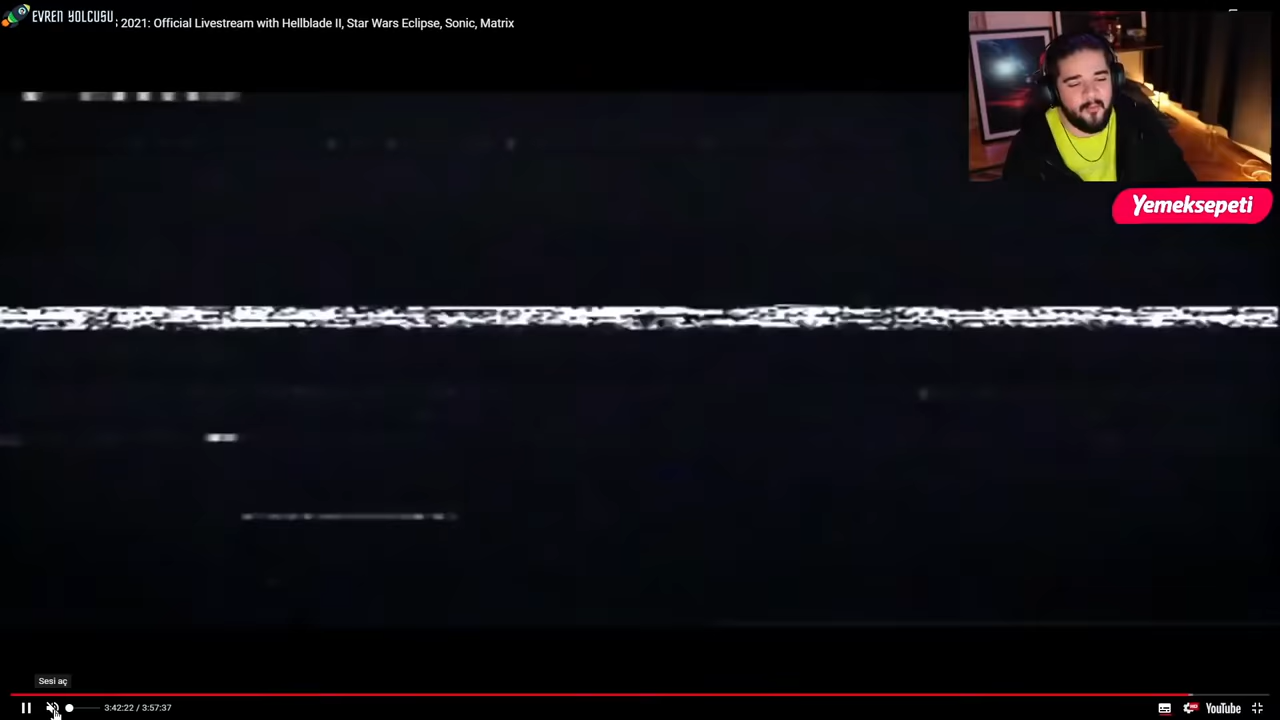 EVREN YOLCUSU
: 2021: Official Livestream with Hellblade II, Star Wars Eclipse, Sonic, Matrix
Yemeksepeti
Sesi aç
3:42:22 / 3:57:37
HD
YouTube